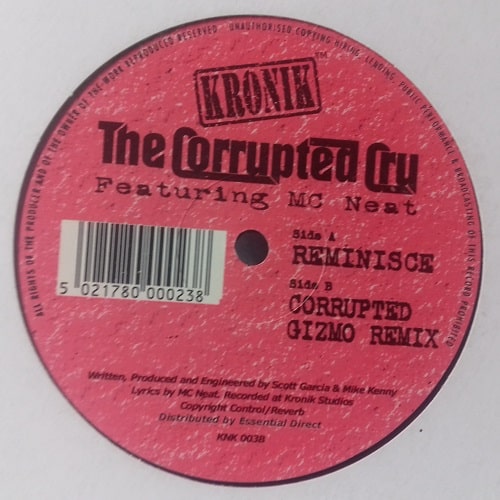 ALL RIGHTS OF THE PRODUCER AND OF THE OWNER OF THE WORK REPRODUCED RESERVED. UNAUTHORISED COPYING HIRING, LENDING, PUBLIC PERFORMANCE & BROADCASTING OF THIS RECORD PROHIBITED
KRONIK
TM
The Corrupted Cru
Featuring MC Neat
Side A
REMINISCE
Side B
CORRUPTED
GIZMO REMIX
5 021780 000238
Written, Produced and Engineered by Scott Garcia & Mike Kenny
Lyrics by MC Neat, Recorded at Kronik Studios
Copyright Control/Reverb
Distributed by Essential Direct
KNK 003B